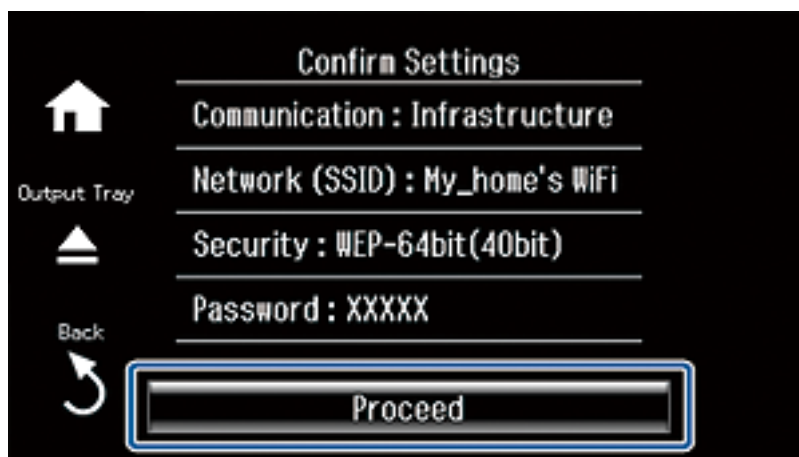 Confirm Settings
Communication : Infrastructure
Output Tray
Network (SSID) : My_home's WiFi
Security : WEP-64bit(40bit)
Password : XXXXX
Back
Proceed